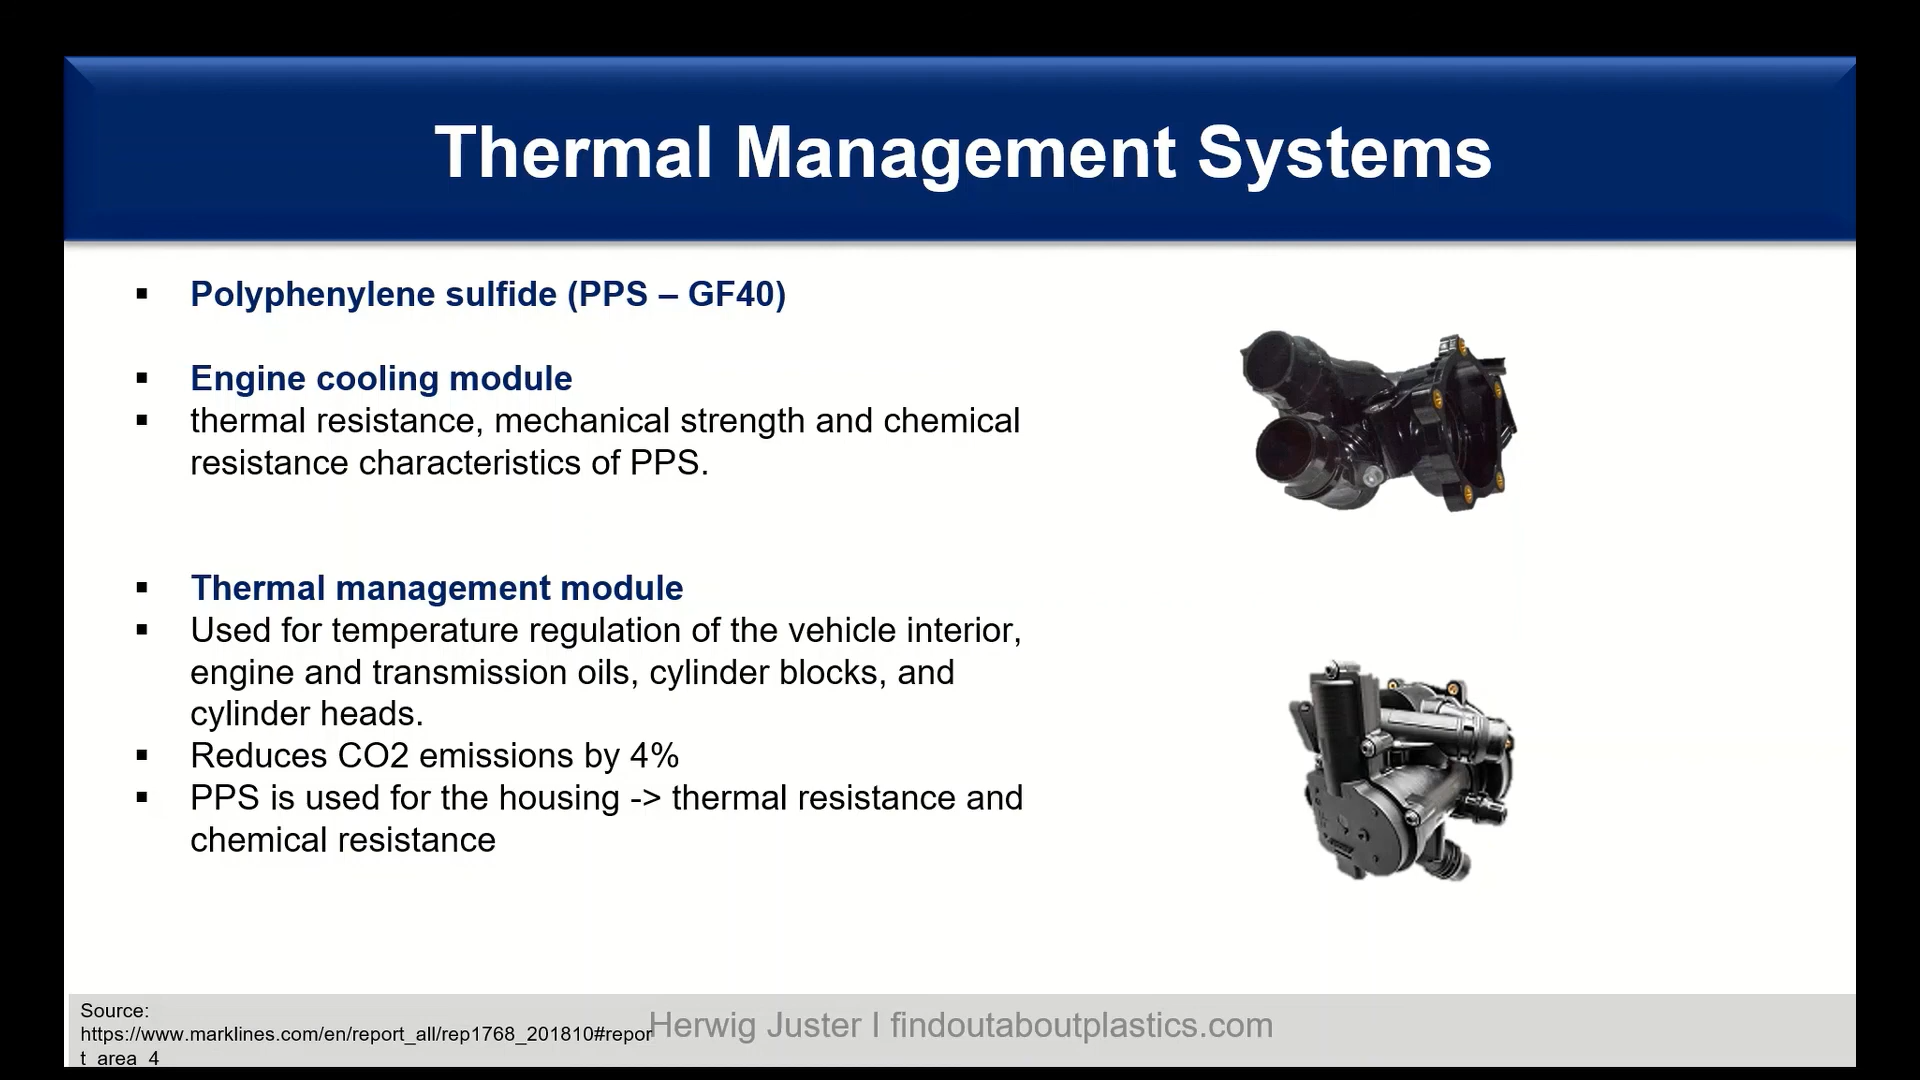 Thermal Management Systems
▪ Polyphenylene sulfide (PPS – GF40)
▪ Engine cooling module
▪ thermal resistance, mechanical strength and chemical
resistance characteristics of PPS.
▪ Thermal management module
▪ Used for temperature regulation of the vehicle interior,
engine and transmission oils, cylinder blocks, and
cylinder heads.
▪ Reduces CO2 emissions by 4%
▪ PPS is used for the housing -> thermal resistance and
chemical resistance
Source:
https://www.marklines.com/en/report_all/rep1768_201810#repor
t_area_4
Herwig Juster I findoutaboutplastics.com